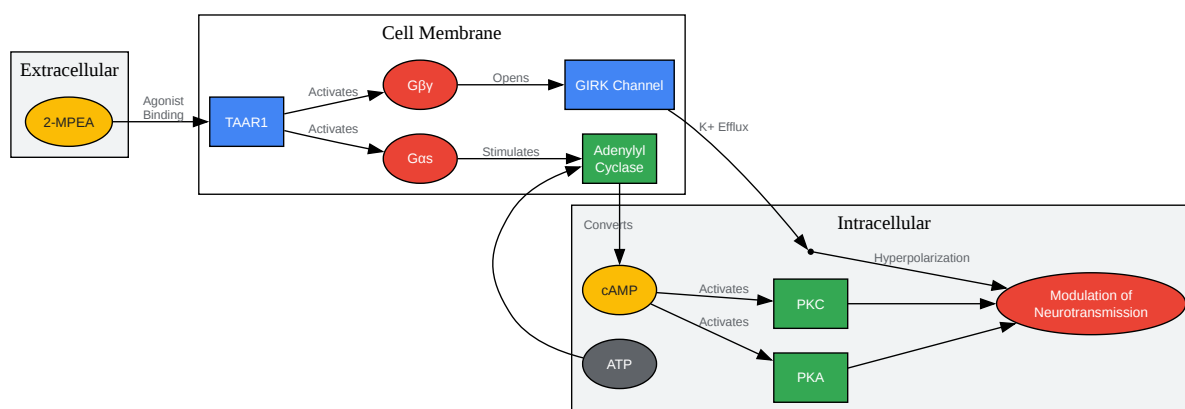 Cell Membrane
Extracellular
2-MPEA
Agonist
Binding
TAAR1
Activates
Activates
Gβγ
Gαs
Opens
Stimulates
GIRK Channel
Adenylyl
Cyclase
K+ Efflux
Converts
Intracellular
Hyperpolarization
cAMP
ATP
Activates
Activates
PKC
PKA
Modulation of
Neurotransmission